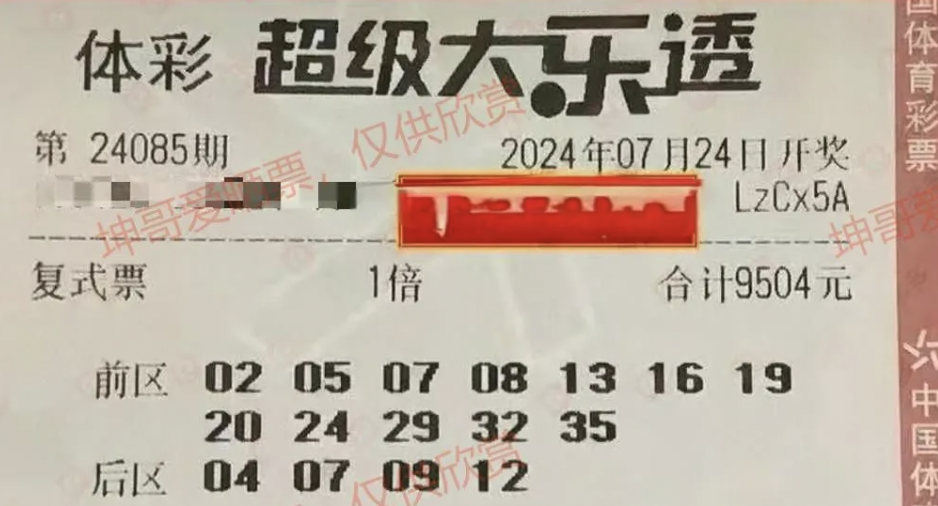 体彩 超级大乐透
第 24085期 2024年07月24日开奖
LzCx5A
复式票 1倍 合计9504元
前区 02 05 07 08 13 16 19
20 24 29 32 35
后区 04 07 09 12
坤哥爱晒票，仅供欣赏
坤哥爱
仅供欣赏
国体育彩票
中国体